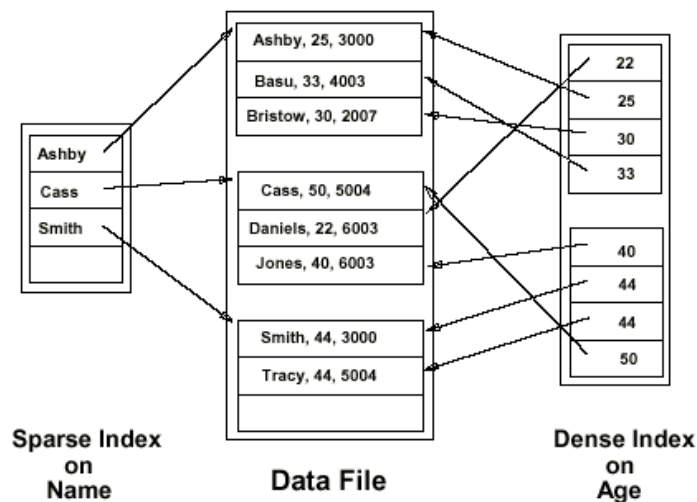 Ashby
Cass
Smith
Sparse Index
on
Name
Ashby, 25, 3000
Basu, 33, 4003
Bristow, 30, 2007
Cass, 50, 5004
Daniels, 22, 6003
Jones, 40, 6003
Smith, 44, 3000
Tracy, 44, 5004
Data File
22
25
30
33
40
44
44
50
Dense Index
on
Age